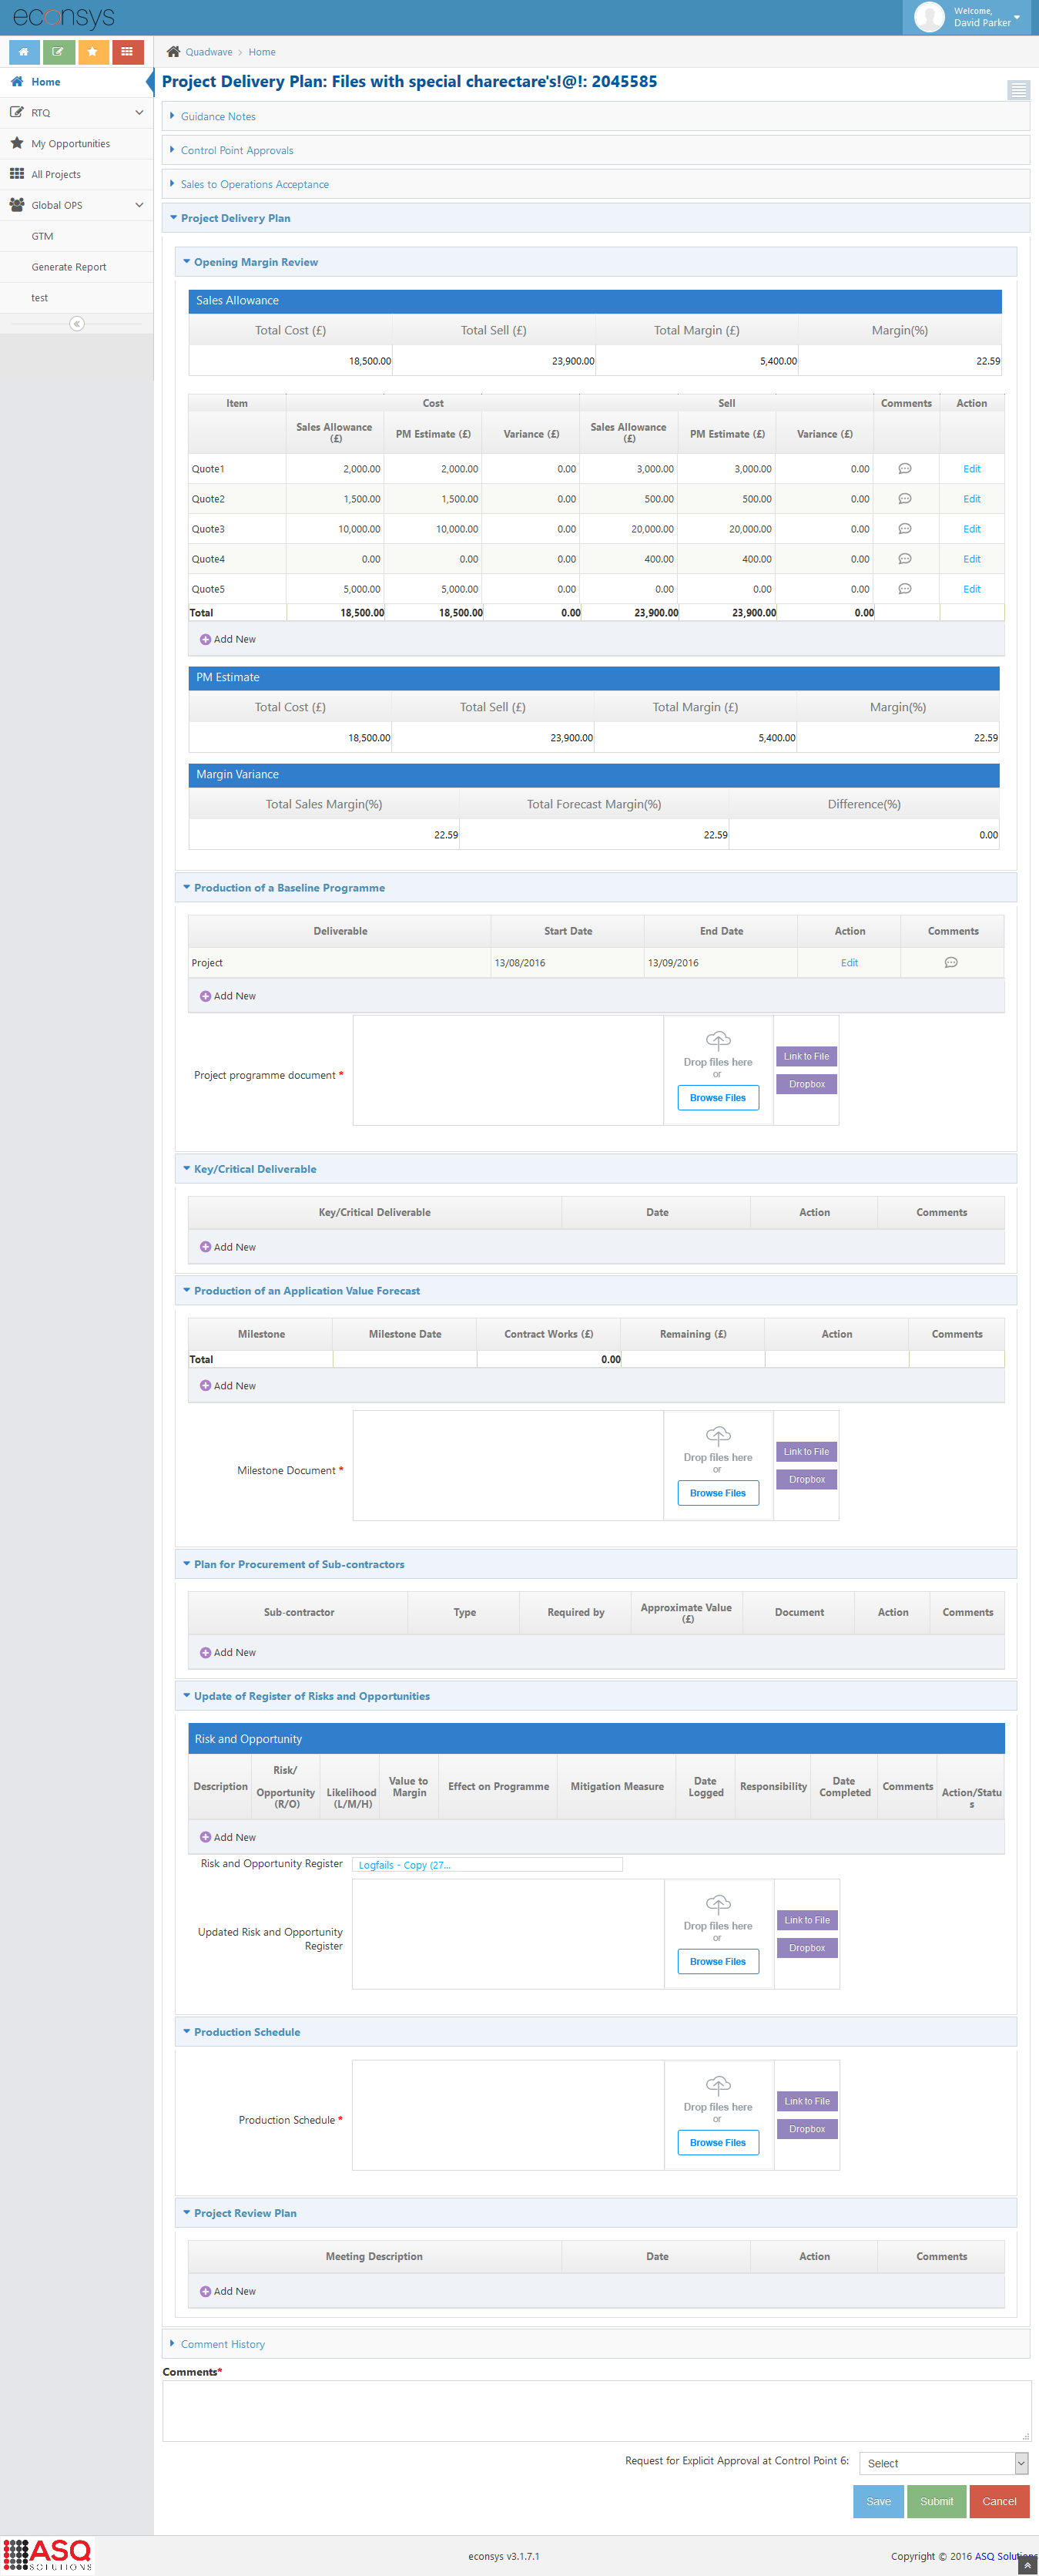 econsys
Welcome,
David Parker
Quadwave > Home
Home
RTQ
My Opportunities
All Projects
Global OPS
GTM
Generate Report
test
Project Delivery Plan: Files with special charectare's!@!: 2045585
Guidance Notes
Control Point Approvals
Sales to Operations Acceptance
Project Delivery Plan
Opening Margin Review
Sales Allowance
Total Cost (£) Total Sell (£) Total Margin (£) Margin(%)
18,500.00 23,900.00 5,400.00 22.59
Item Cost Sell Comments Action
Sales Allowance (£) PM Estimate (£) Variance (£) Sales Allowance (£) PM Estimate (£) Variance (£)
Quote1 2,000.00 2,000.00 0.00 3,000.00 3,000.00 0.00 Edit
Quote2 1,500.00 1,500.00 0.00 500.00 500.00 0.00 Edit
Quote3 10,000.00 10,000.00 0.00 20,000.00 20,000.00 0.00 Edit
Quote4 0.00 0.00 0.00 400.00 400.00 0.00 Edit
Quote5 5,000.00 5,000.00 0.00 0.00 0.00 0.00 Edit
Total 18,500.00 18,500.00 0.00 23,900.00 23,900.00 0.00
Add New
PM Estimate
Total Cost (£) Total Sell (£) Total Margin (£) Margin(%)
18,500.00 23,900.00 5,400.00 22.59
Margin Variance
Total Sales Margin(%) Total Forecast Margin(%) Difference(%)
22.59 22.59 0.00
Production of a Baseline Programme
Deliverable Start Date End Date Action Comments
Project 13/08/2016 13/09/2016 Edit
Add New
Project programme document *
Drop files here
or
Browse Files
Link to File
Dropbox
Key/Critical Deliverable
Key/Critical Deliverable Date Action Comments
Add New
Production of an Application Value Forecast
Milestone Milestone Date Contract Works (£) Remaining (£) Action Comments
Total 0.00
Add New
Milestone Document *
Drop files here
or
Browse Files
Link to File
Dropbox
Plan for Procurement of Sub-contractors
Sub-contractor Type Required by Approximate Value (£) Document Action Comments
Add New
Update of Register of Risks and Opportunities
Risk and Opportunity
Description Risk/ Opportunity (R/O) Likelihood (L/M/H) Value to Margin Effect on Programme Mitigation Measure Date Logged Responsibility Date Completed Comments Action/Statu s
Add New
Risk and Opportunity Register Logfails - Copy (27...
Updated Risk and Opportunity
Register
Drop files here
or
Browse Files
Link to File
Dropbox
Production Schedule
Production Schedule *
Drop files here
or
Browse Files
Link to File
Dropbox
Project Review Plan
Meeting Description Date Action Comments
Add New
Comment History
Comments*
Request for Explicit Approval at Control Point 6: Select
Save Submit Cancel
ASQ
SOLUTIONS
econsys v3.1.7.1
Copyright © 2016 ASQ Solutions